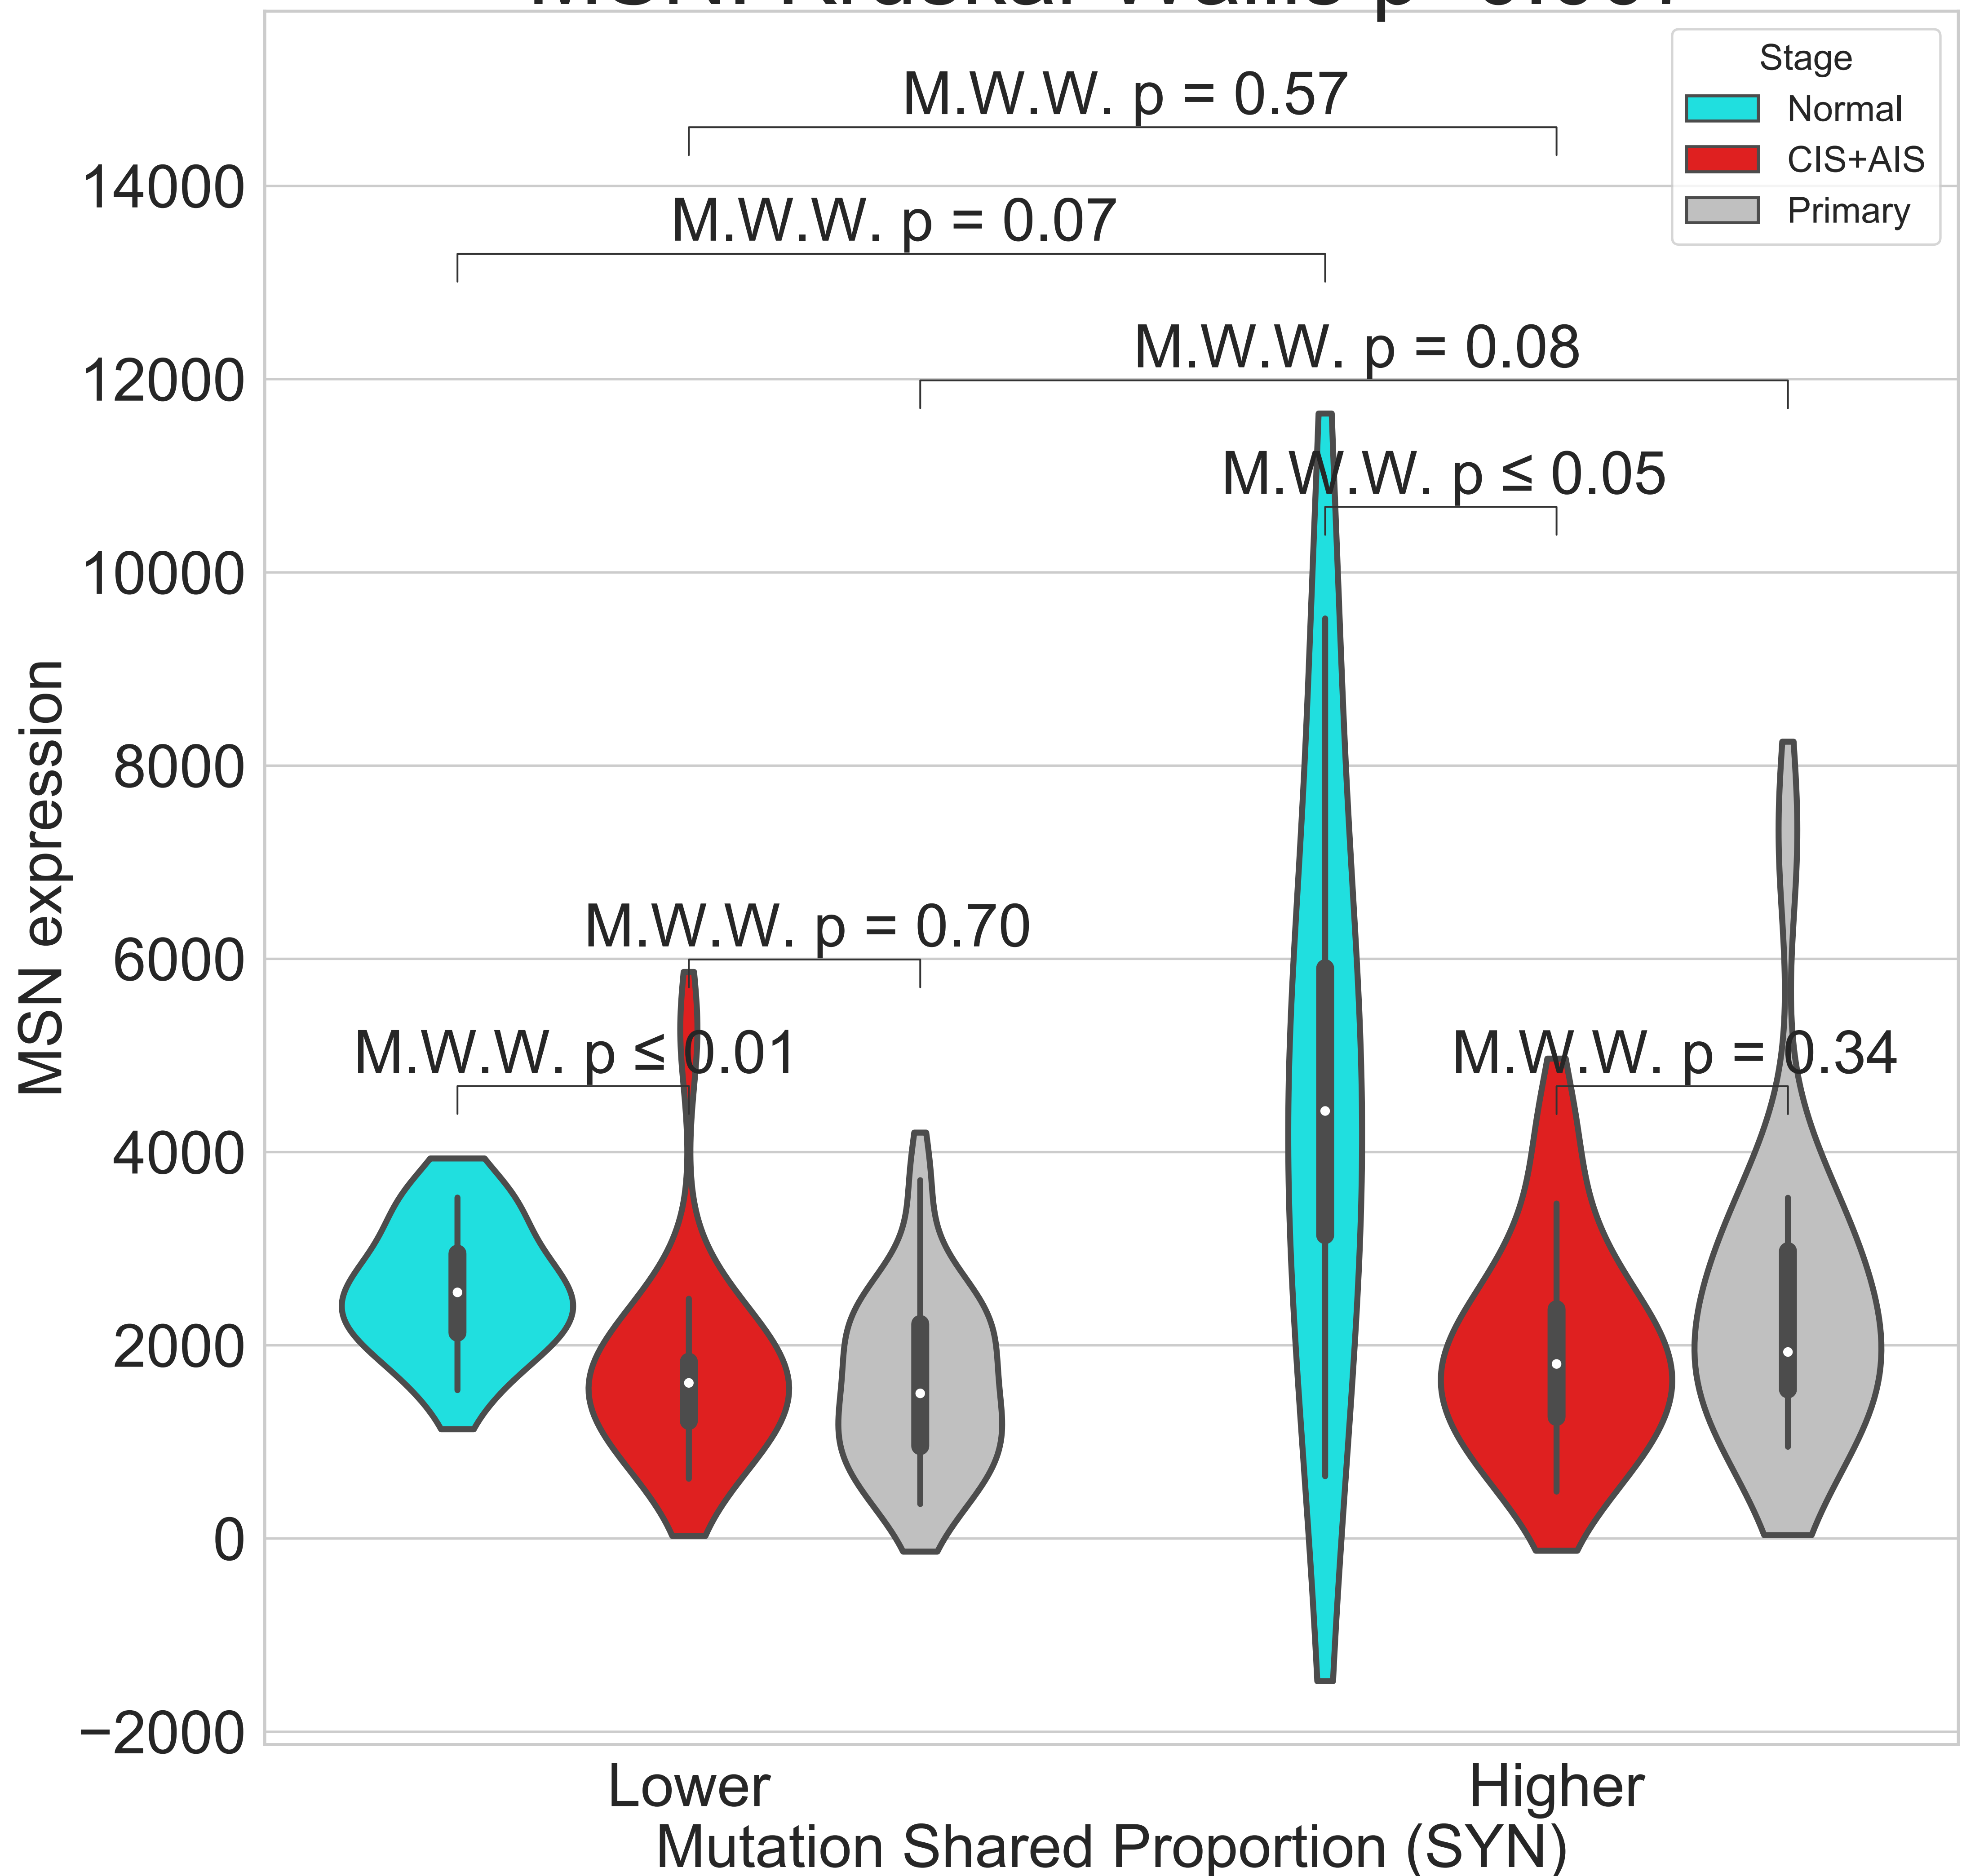 Stage
Normal
CIS+AIS
Primary
M.W.W. p = 0.57
M.W.W. p = 0.07
M.W.W. p = 0.08
M.W.W. p ≤ 0.05
M.W.W. p = 0.70
M.W.W. p ≤ 0.01
M.W.W. p = 0.34
14000
12000
10000
8000
6000
4000
2000
0
−2000
MSN expression
Lower
Higher
Mutation Shared Proportion (SYN)